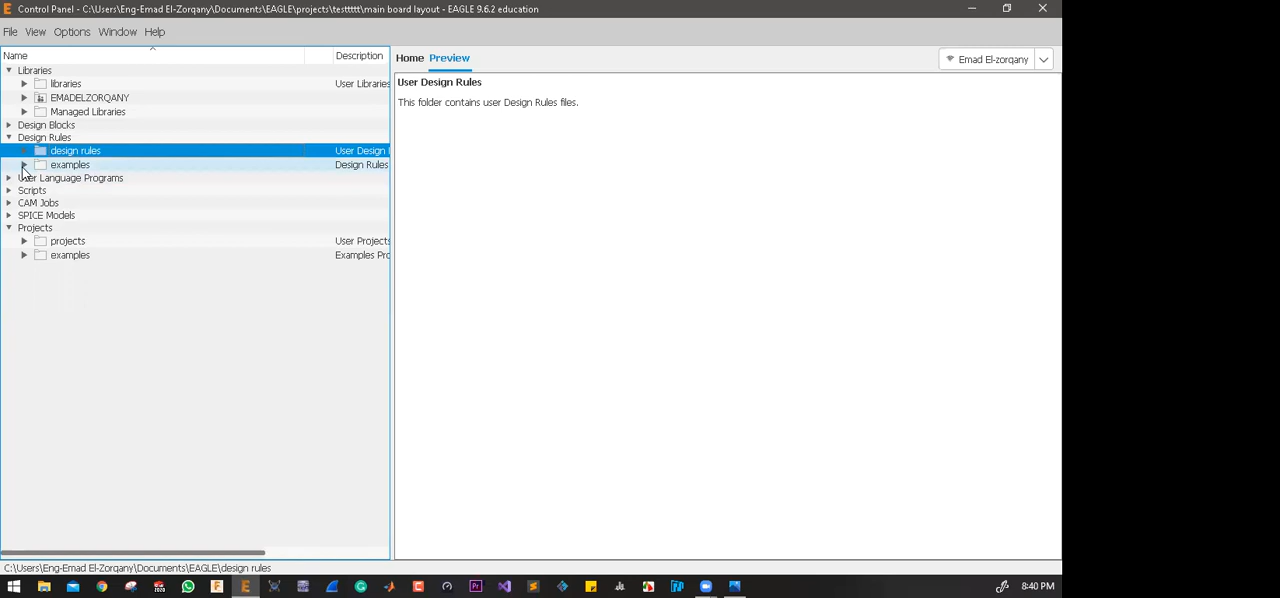 Control Panel - C:\Users\Eng-Emad El-Zorqany\Documents\EAGLE\projects\testttttt\main board layout - EAGLE 9.6.2 education
File View Options Window Help
Name Description
Home Preview
Emad El-zorqany
Libraries
libraries User Libraries
EMADELZORQANY
Managed Libraries
Design Blocks
Design Rules
design rules User Design
examples Design Rules
User Language Programs
Scripts
CAM Jobs
SPICE Models
Projects
projects User Projects
examples Examples Pro
User Design Rules
This folder contains user Design Rules files.
C:\Users\Eng-Emad El-Zorqany\Documents\EAGLE\design rules
8:40 PM